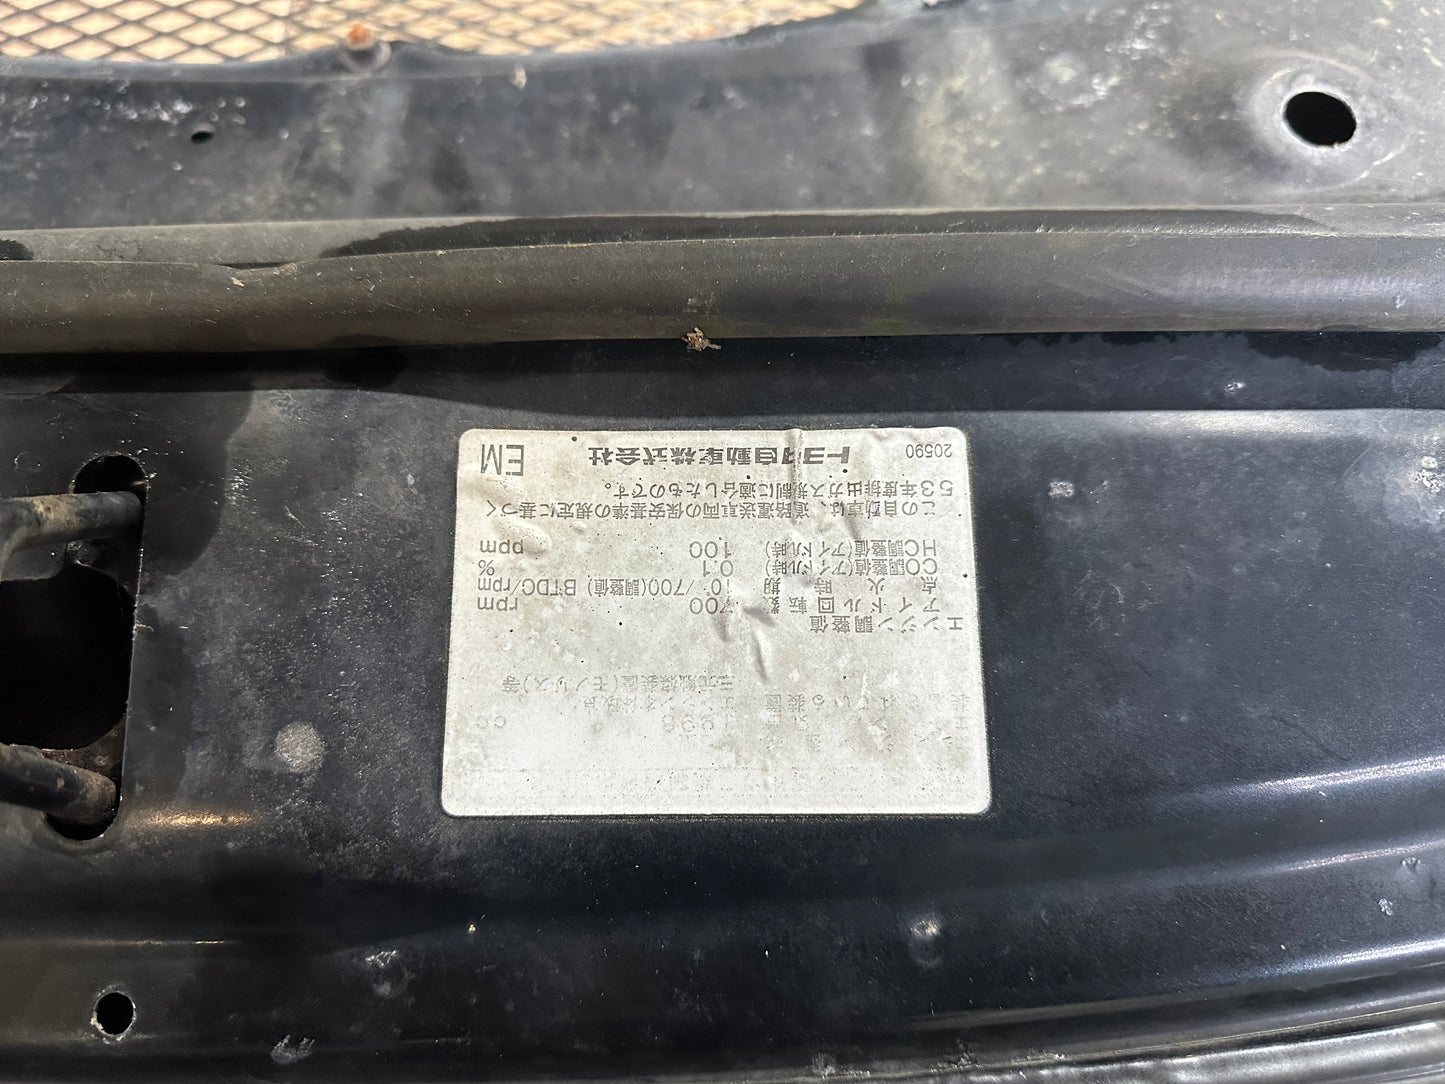 エンジン調整値
アイドル回転数 700 rpm
点火時期 10°/700(調整値) BTDC/rpm
CO調整値(アイドル時) 0.1 %
HC調整値(アイドル時) 100 ppm
この自動車は、道路運送車両の保安基準の規定に基づく
53年度排出ガス規制に適合したものです。
20590 トヨタ自動車株式会社 EM